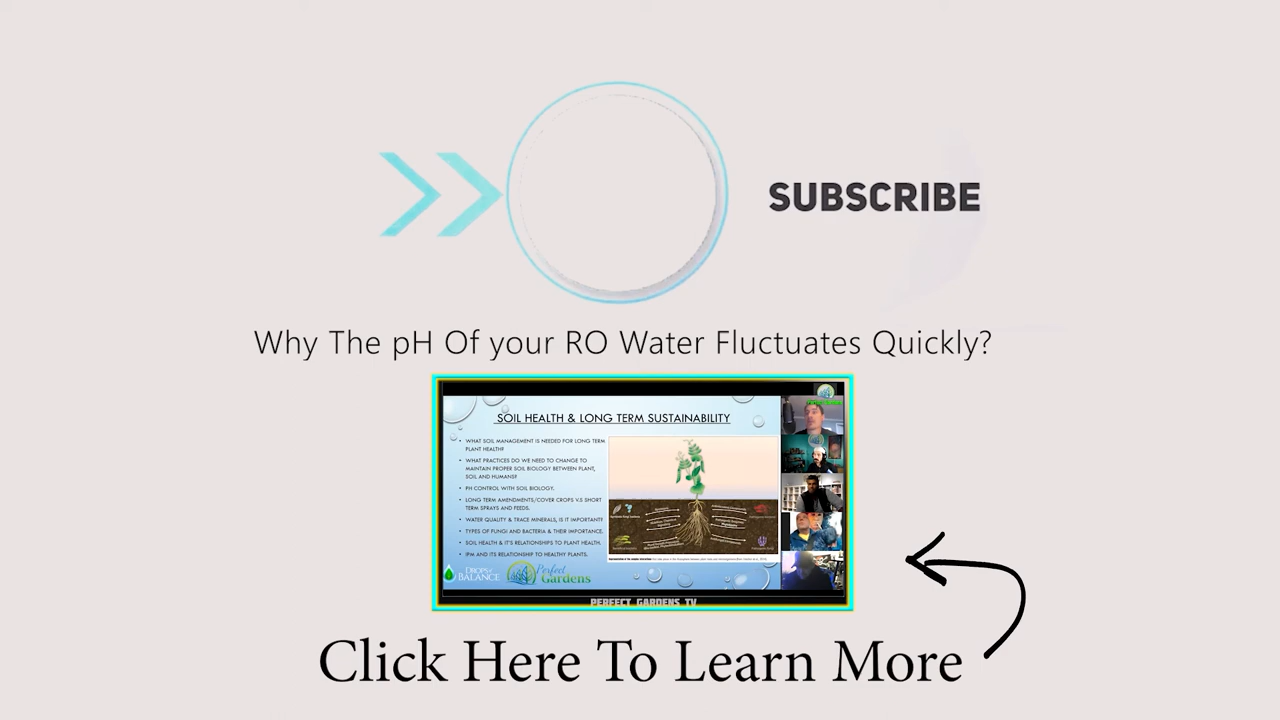 SUBSCRIBE
Why The pH Of your RO Water Fluctuates Quickly?
SOIL HEALTH & LONG TERM SUSTAINABILITY
• WHAT SOIL MANAGEMENT IS NEEDED FOR LONG TERM
PLANT HEALTH?
• WHAT PRACTICES DO WE NEED TO CHANGE TO
MAINTAIN PROPER SOIL BIOLOGY BETWEEN PLANT,
SOIL AND HUMANS?
• PH CONTROL WITH SOIL BIOLOGY.
• LONG TERM AMENDMENTS/COVER CROPS V.S SHORT
TERM SPRAYS AND FEEDS.
• WATER QUALITY & TRACE MINERALS, IS IT IMPORTANT?
• TYPES OF FUNGI AND BACTERIA & THEIR IMPORTANCE.
• SOIL HEALTH & IT'S RELATIONSHIPS TO PLANT HEALTH.
• IPM AND ITS RELATIONSHIP TO HEALTHY PLANTS.
DROPS of BALANCE
Perfect Gardens
PERFECT GARDENS TV
Click Here To Learn More